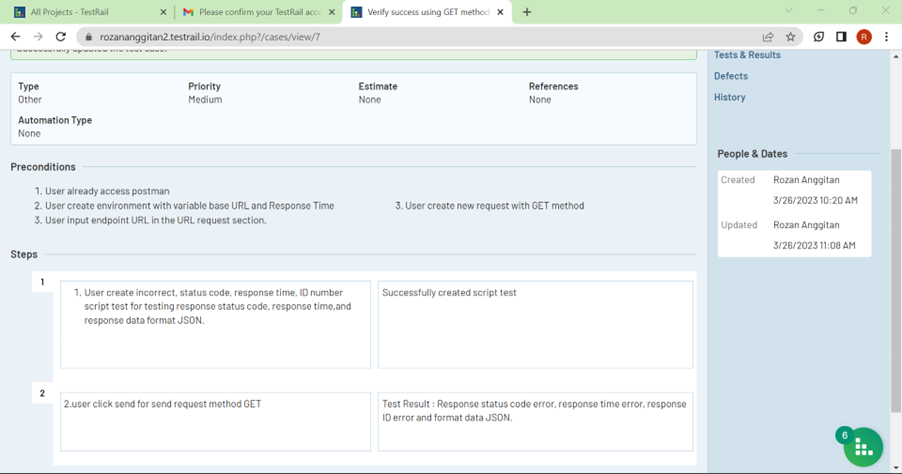 All Projects - TestRail
Please confirm your TestRail acc
Verify success using GET method
rozananggitan2.testrail.io/index.php?/cases/view/7
R
Successfully updated the test case.
Type
Priority
Estimate
References
Other
Medium
None
None
Automation Type
None
Preconditions
1. User already access postman
2. User create environment with variable base URL and Response Time
3. User create new request with GET method
3. User input endpoint URL in the URL request section.
Steps
1
1. User create incorrect, status code, response time, ID number
script test for testing response status code, response time,and
response data format JSON.
Successfully created script test
2
2.user click send for send request method GET
Test Result : Response status code error, response time error, response
ID error and format data JSON.
Tests & Results
Defects
History
People & Dates
Created
Rozan Anggitan
3/26/2023 10:20 AM
Updated
Rozan Anggitan
3/26/2023 11:08 AM
6